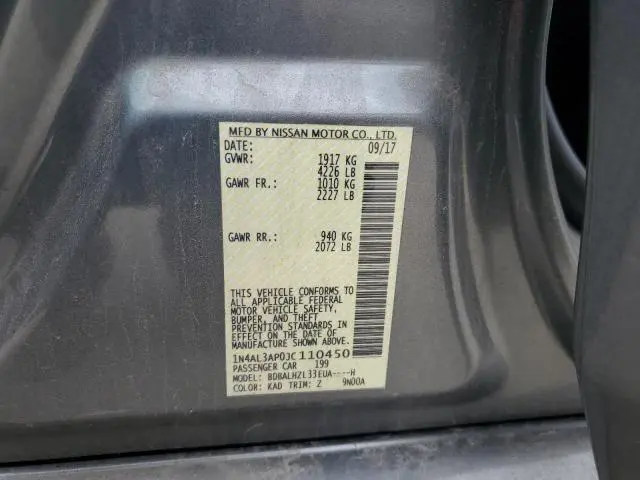 MFD BY NISSAN MOTOR CO., LTD.
DATE: 09/17
GVWR: 1917 KG
4226 LB
GAWR FR.: 1010 KG
2227 LB
GAWR RR.: 940 KG
2072 LB
THIS VEHICLE CONFORMS TO
ALL APPLICABLE FEDERAL
MOTOR VEHICLE SAFETY,
BUMPER, AND THEFT
PREVENTION STANDARDS
IN EFFECT ON THE DATE OF
MANUFACTURE SHOWN ABOVE.
1N4AL3AP0JC110450
PASSENGER CAR 199
MODEL: BDBALHZL33EUA----H
COLOR: KAD TRIM: Z 9N00A